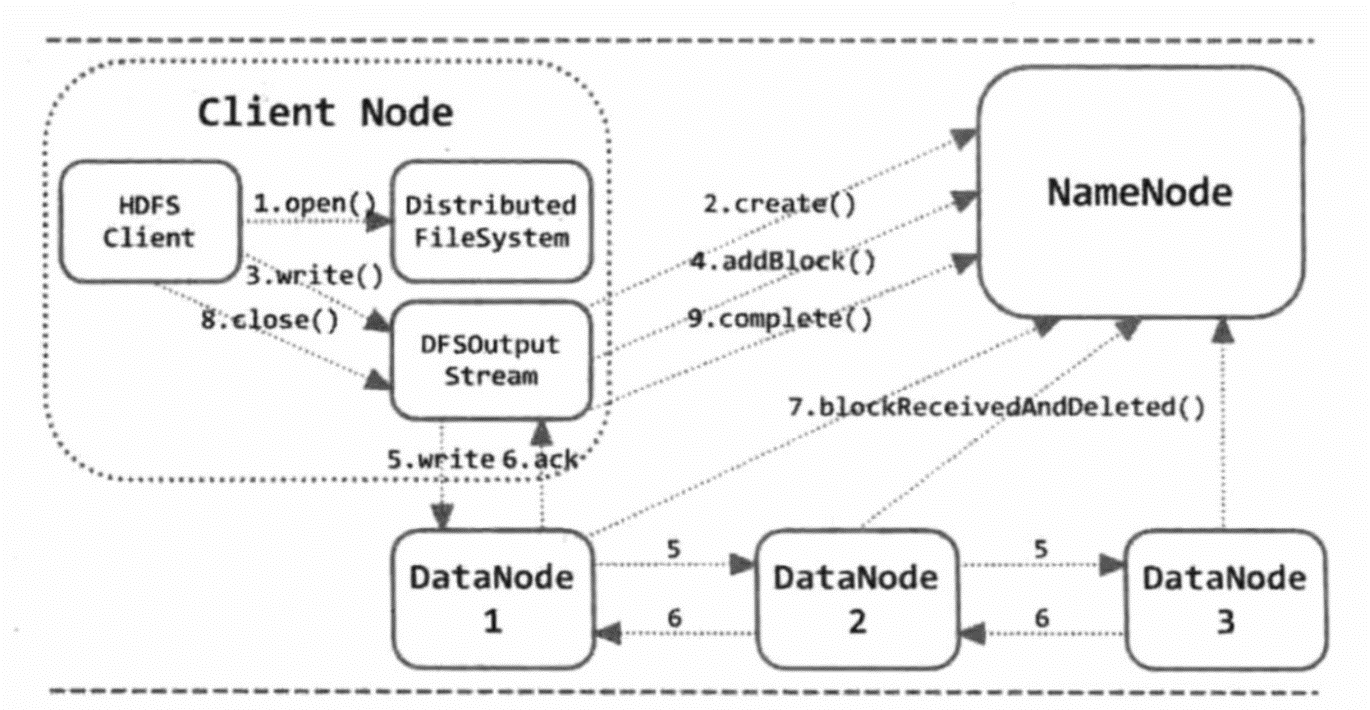 Client Node
HDFS
Client
1.open()
Distributed
FileSystem
3.write()
8.close()
DFSOutput
Stream
2.create()
4.addBlock()
9.complete()
NameNode
7.blockReceivedAndDeleted()
5.write 6.ack
DataNode
1
5
6
DataNode
2
5
6
DataNode
3